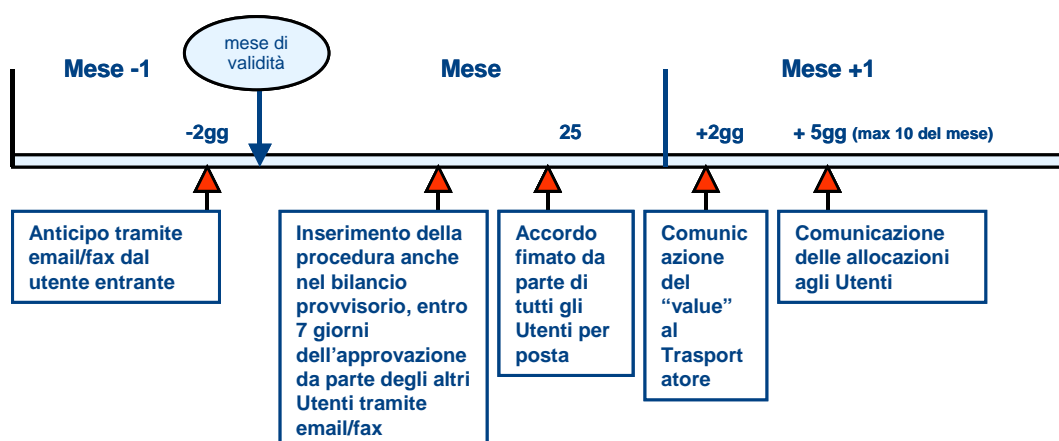 mese di
validità
Mese -1
Mese
Mese +1
-2gg
25
+2gg
+ 5gg (max 10 del mese)
Anticipo tramite
email/fax dal
utente entrante
Inserimento della
procedura anche
nel bilancio
provvisorio, entro
7 giorni
dell’approvazione
da parte degli altri
Utenti tramite
email/fax
Accordo
fimato da
parte di
tutti gli
Utenti per
posta
Comunic
azione
del
“value”
al
Trasport
atore
Comunicazione
delle allocazioni
agli Utenti